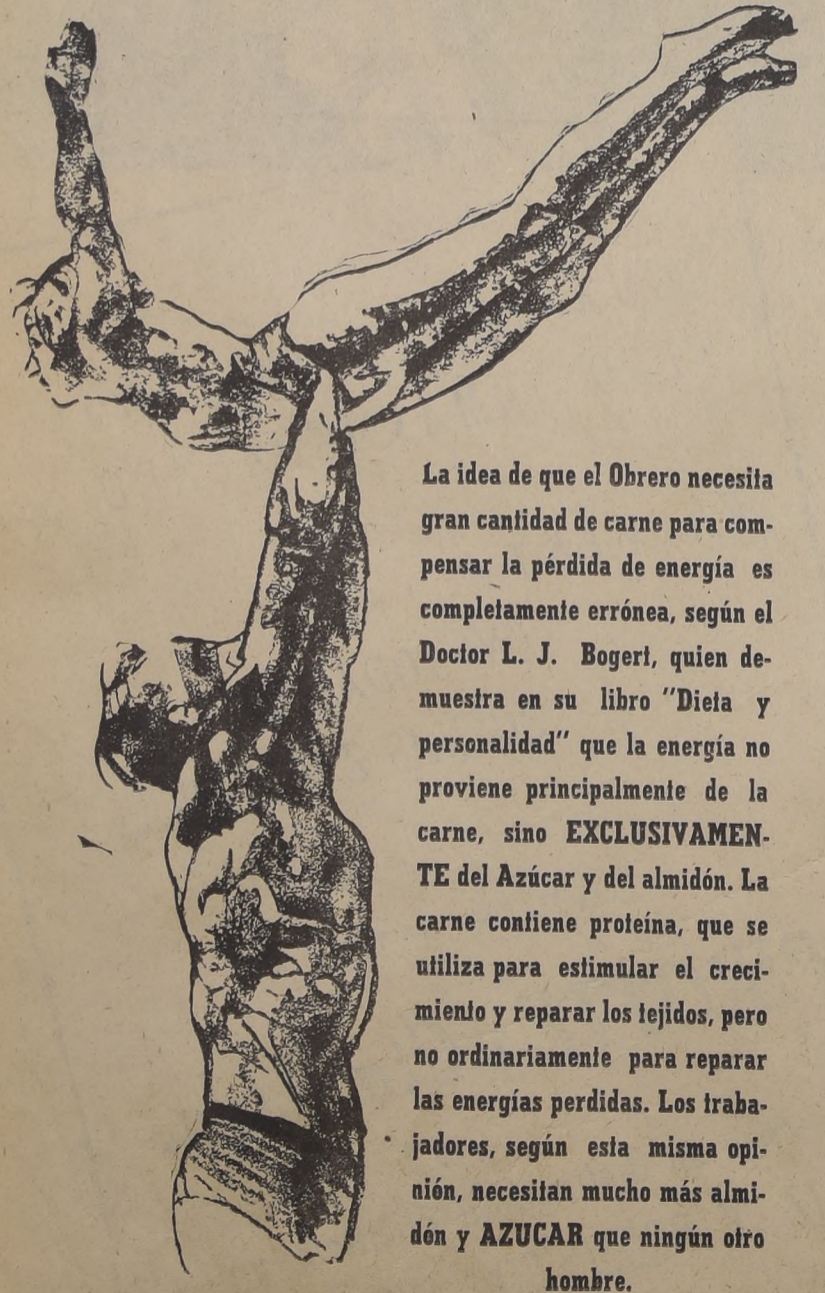 La idea de que el Obrero necesita
gran cantidad de carne para com-
pensar la pérdida de energía es
completamente errónea, según el
Doctor L. J. Bogert, quien de-
muestra en su libro "Dieta y
personalidad" que la energía no
proviene principalmente de la
carne, sino EXCLUSIVAMEN-
TE del Azúcar y del almidón. La
carne contiene proteína, que se
utiliza para estimular el creci-
miento y reparar los tejidos, pero
no ordinariamente para reparar
las energías perdidas. Los traba-
jadores, según esta misma opi-
nión, necesitan mucho más almi-
dón y AZUCAR que ningún otro
hombre.